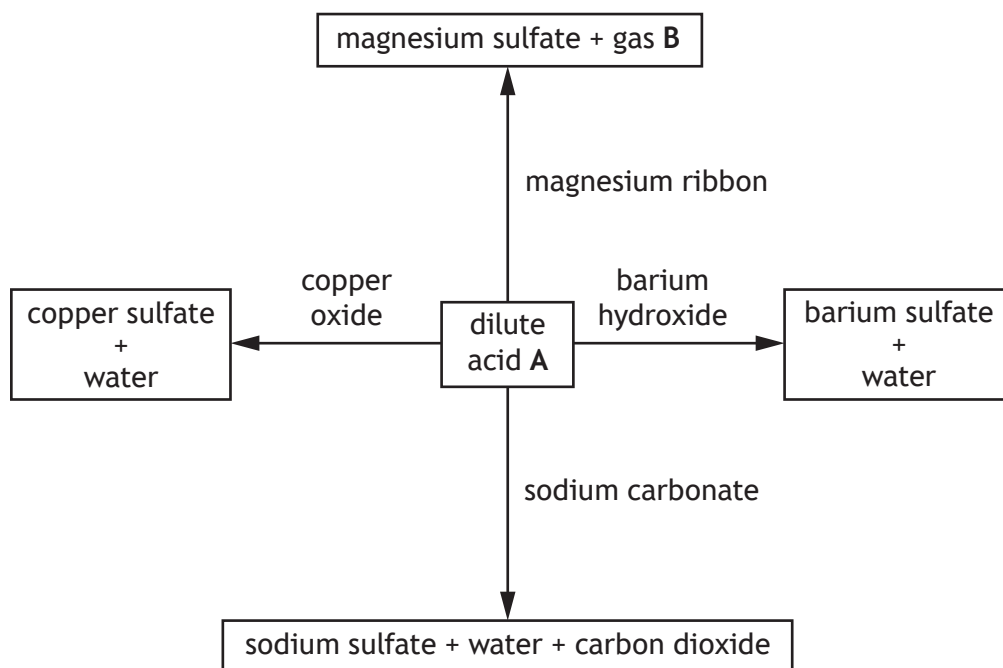 magnesium sulfate + gas B
magnesium ribbon
copper
oxide
barium
hydroxide
copper sulfate
+
water
dilute
acid A
barium sulfate
+
water
sodium carbonate
sodium sulfate + water + carbon dioxide